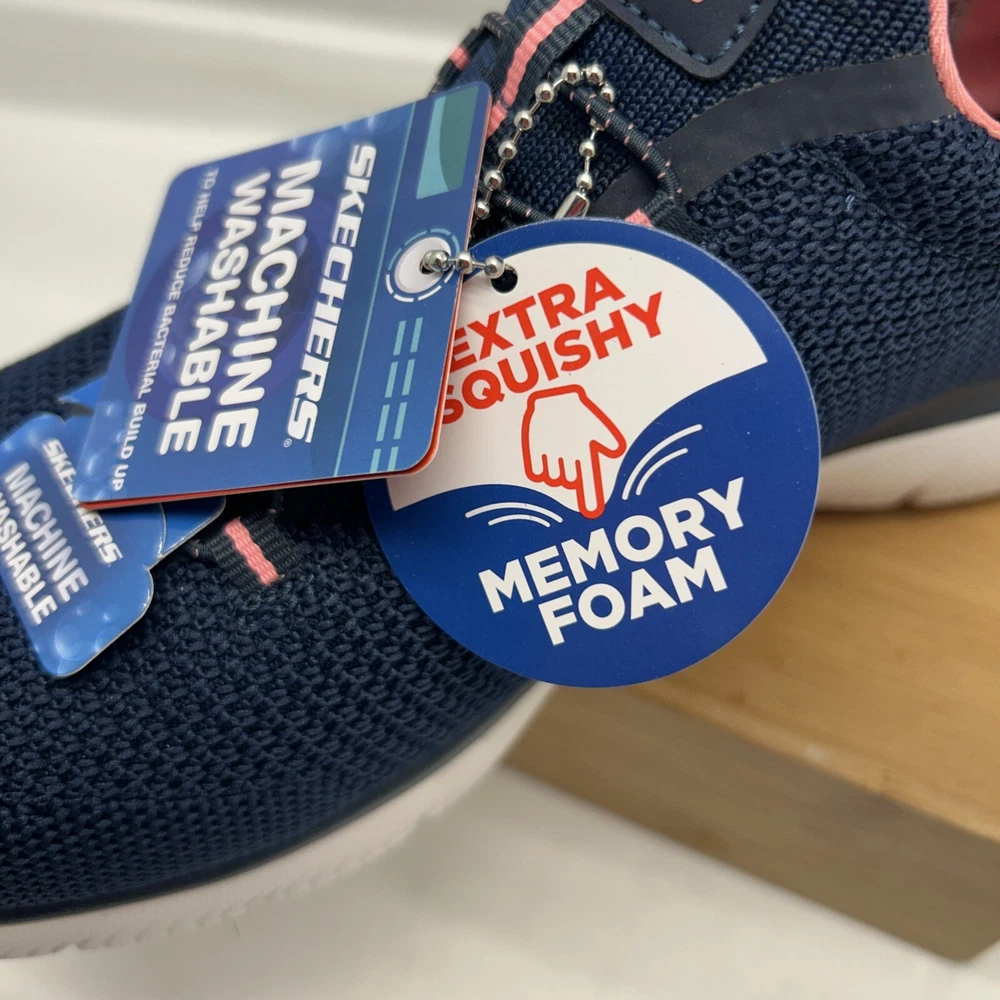 SKECHERS
MACHINE
WASHABLE
TO HELP REDUCE BACTERIAL BUILD UP
EXTRA
SQUISHY
MEMORY
FOAM
SKECHERS
MACHINE
WASHABLE